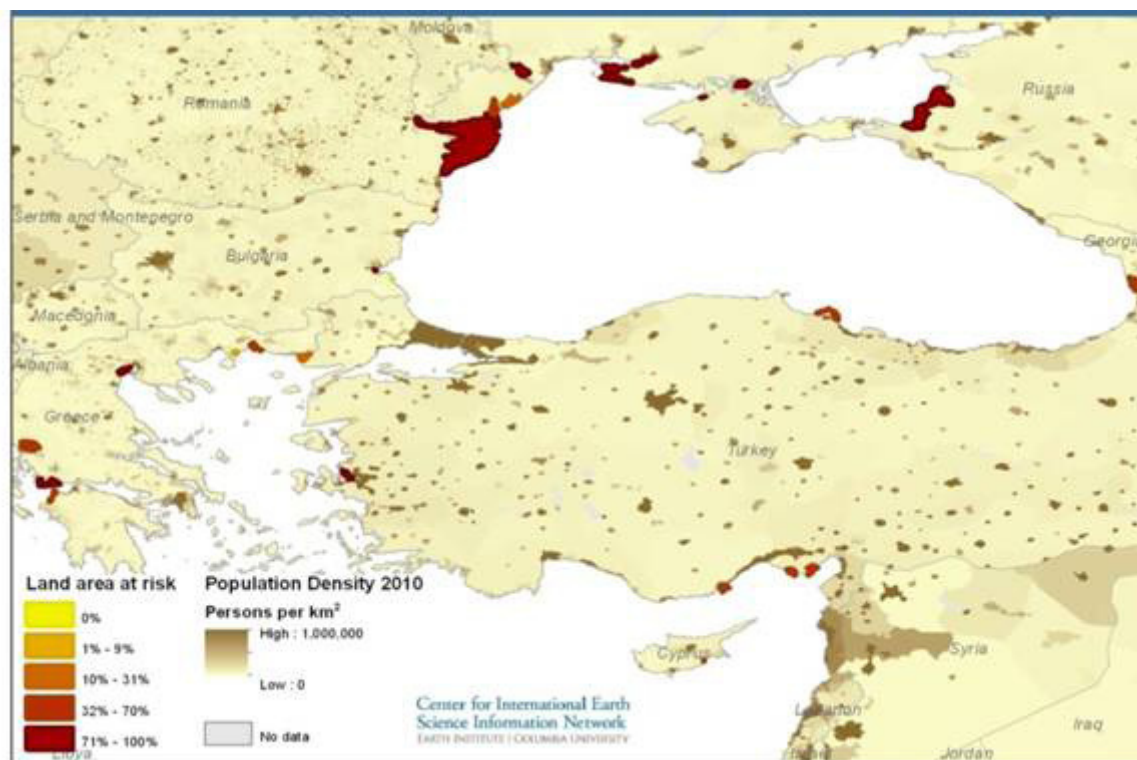 Moldova
Romania
Russia
Serbia and Montenegro
Bulgaria
Georgia
Macedonia
Albania
Greece
Turkey
Cyprus
Syria
Lebanon
Iraq
Israel
Jordan
Libya
Land area at risk
0%
1% - 9%
10% - 31%
32% - 70%
71% - 100%
Population Density 2010
Persons per km²
High : 1,000,000
Low : 0
No data
Center for International Earth
Science Information Network
EARTH INSTITUTE | COLUMBIA UNIVERSITY